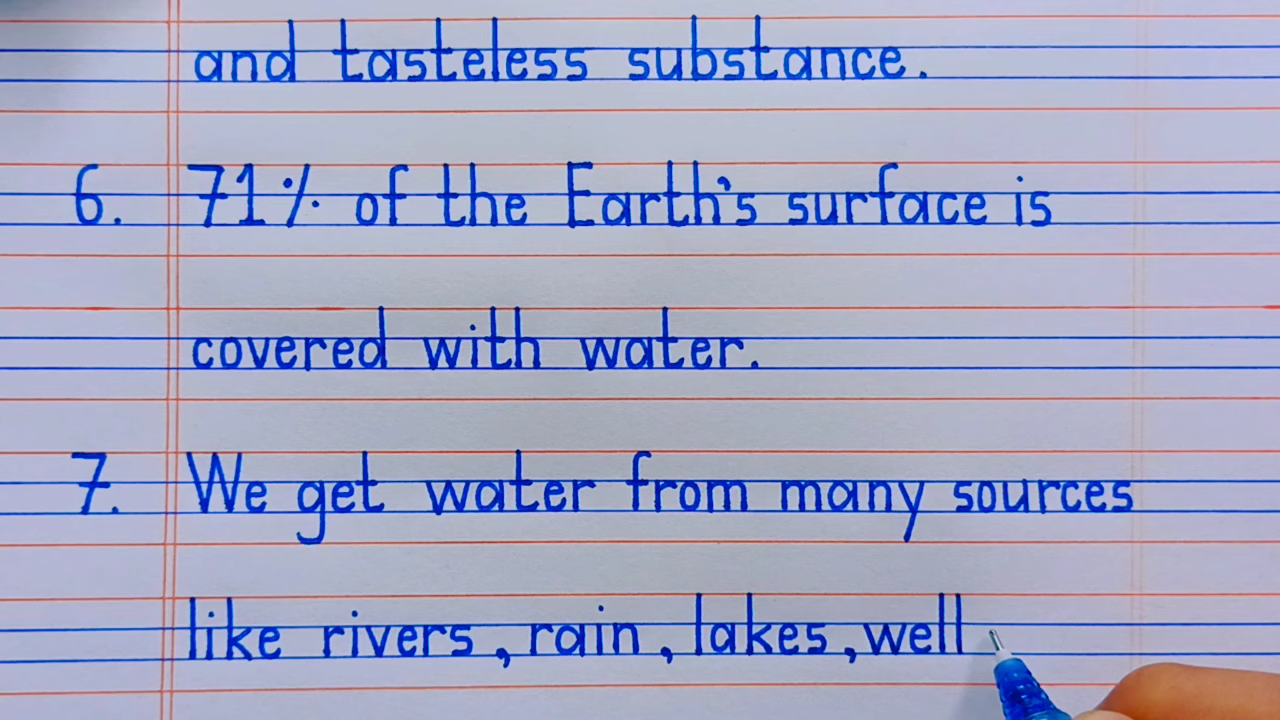 and tasteless substance.
6. 71% of the Earth's surface is
covered with water.
7. We get water from many sources
like rivers, rain, lakes, well